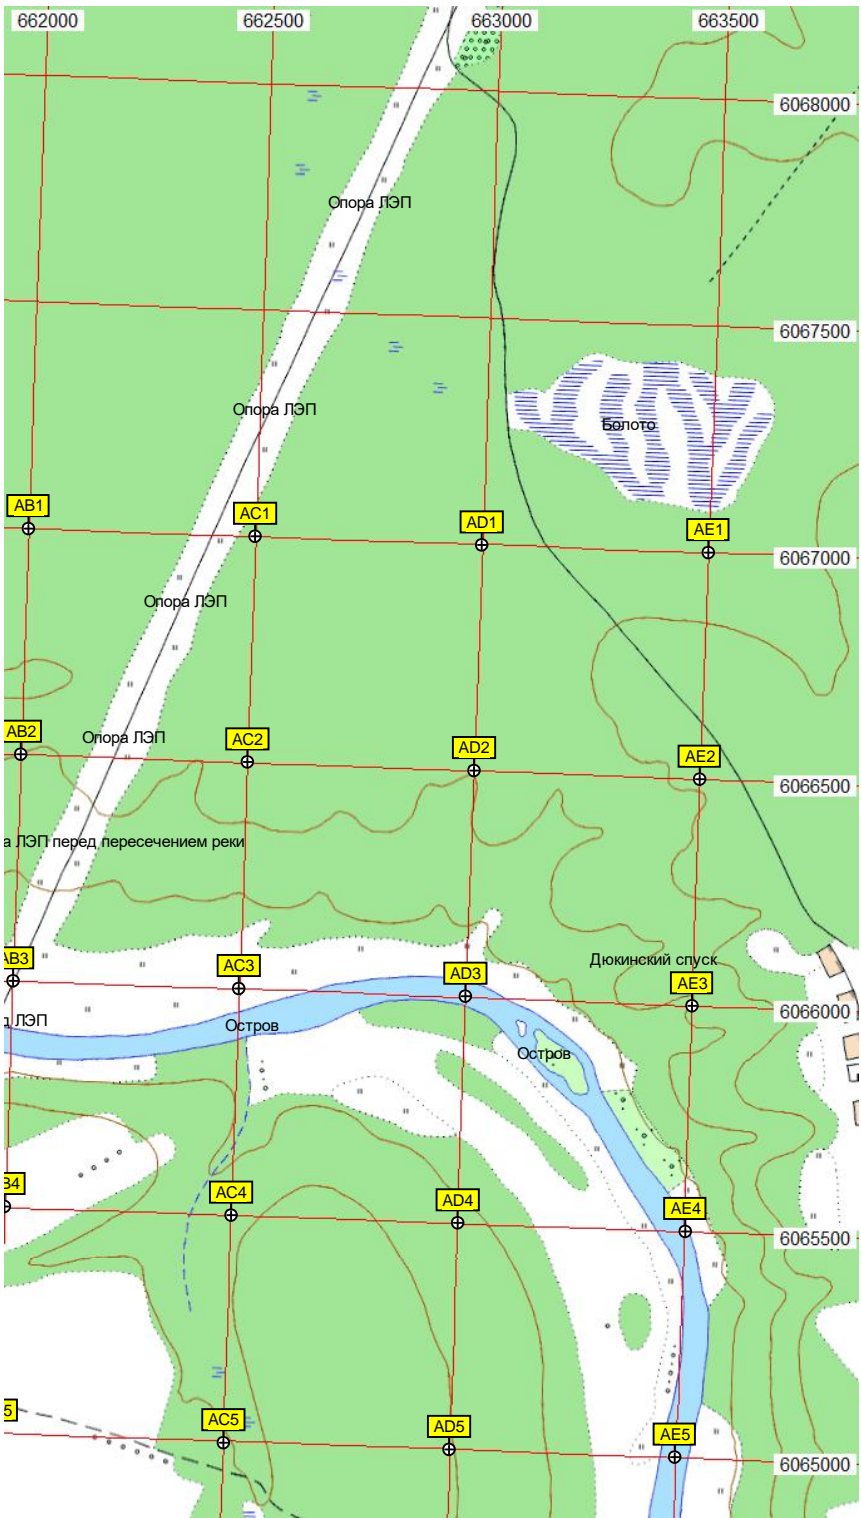 662000 662500 663000 663500
6068000
Опора ЛЭП
6067500
Опора ЛЭП
Болото
AB1 AC1 AD1 AE1
6067000
Опора ЛЭП
AB2 Опора ЛЭП AC2 AD2 AE2
6066500
а ЛЭП перед пересечением реки
AB3 AC3 AD3 Дюкинский спуск
AE3
6066000
д ЛЭП Остров
Остров
B4 AC4 AD4 AE4
6065500
5 AC5 AD5 AE5
6065000